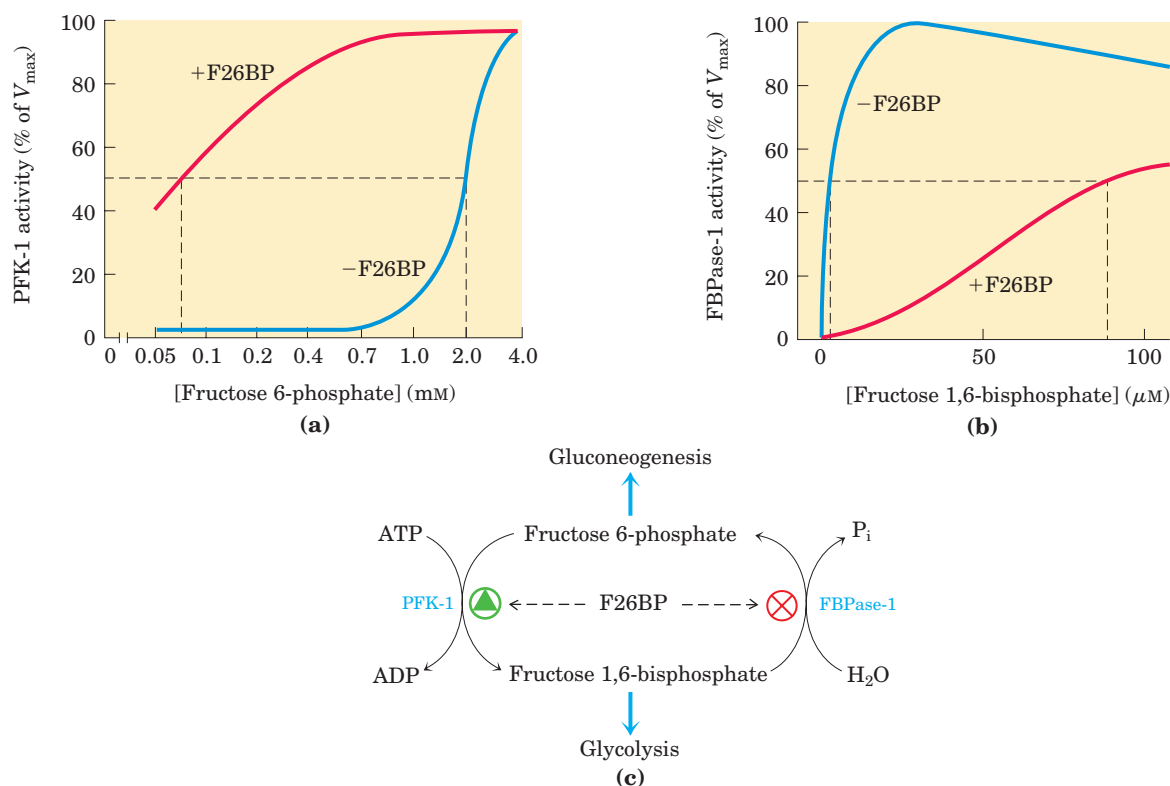 PFK-1 activity (% of Vmax)
100
80
60
40
20
0
+F26BP
−F26BP
0 0.05 0.1 0.2 0.4 0.7 1.0 2.0 4.0
[Fructose 6-phosphate] (mM)
(a)
FBPase-1 activity (% of Vmax)
100
80
60
40
20
0
−F26BP
+F26BP
0 50 100
[Fructose 1,6-bisphosphate] (μM)
(b)
Gluconeogenesis
ATP Fructose 6-phosphate Pi
PFK-1 F26BP FBPase-1
ADP Fructose 1,6-bisphosphate H2O
Glycolysis
(c)